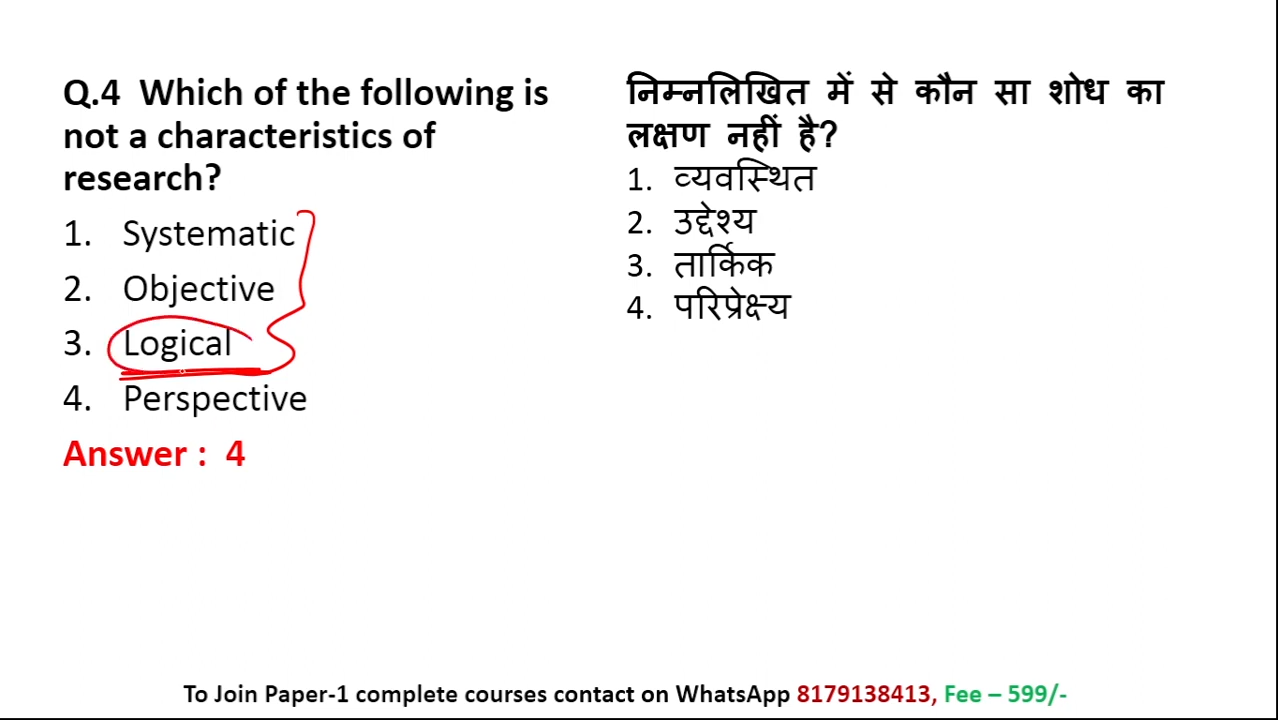 Q.4 Which of the following is
not a characteristics of
research?
1. Systematic
2. Objective
3. Logical
4. Perspective
Answer : 4
निम्नलिखित में से कौन सा शोध का
लक्षण नहीं है?
1. व्यवस्थित
2. उद्देश्य
3. तार्किक
4. परिप्रेक्ष्य
To Join Paper-1 complete courses contact on WhatsApp 8179138413, Fee – 599/-